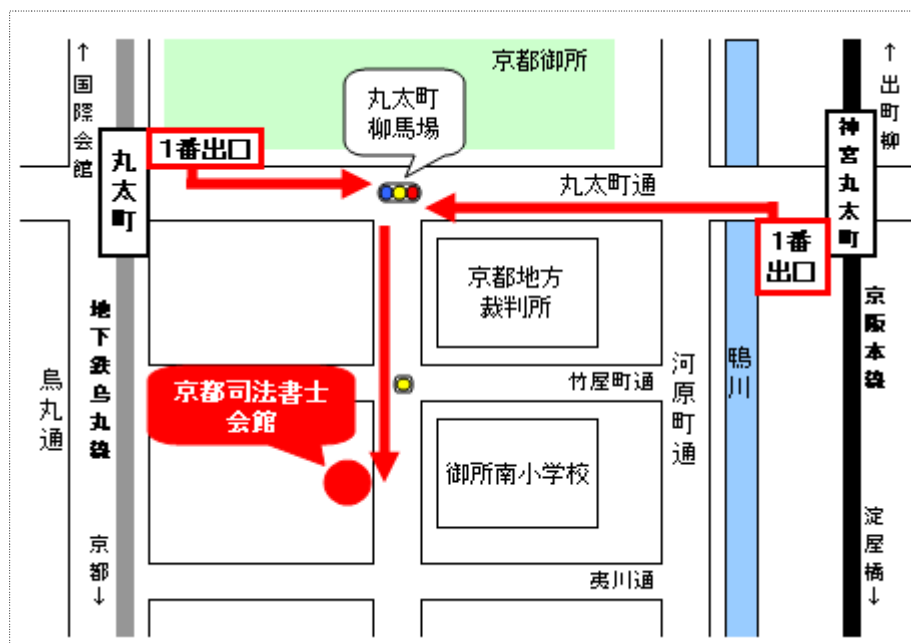 ↑国際会館
京都御所
丸太町
柳馬場
↑出町柳
1番出口
丸太町
神宮丸太町
丸太町通
1番
出口
京都地方
裁判所
地下鉄烏丸線
京阪本線
烏丸通
京都司法書士
会館
竹屋町通
河原町通
鴨川
御所南小学校
京都↓
淀屋橋↓
夷川通